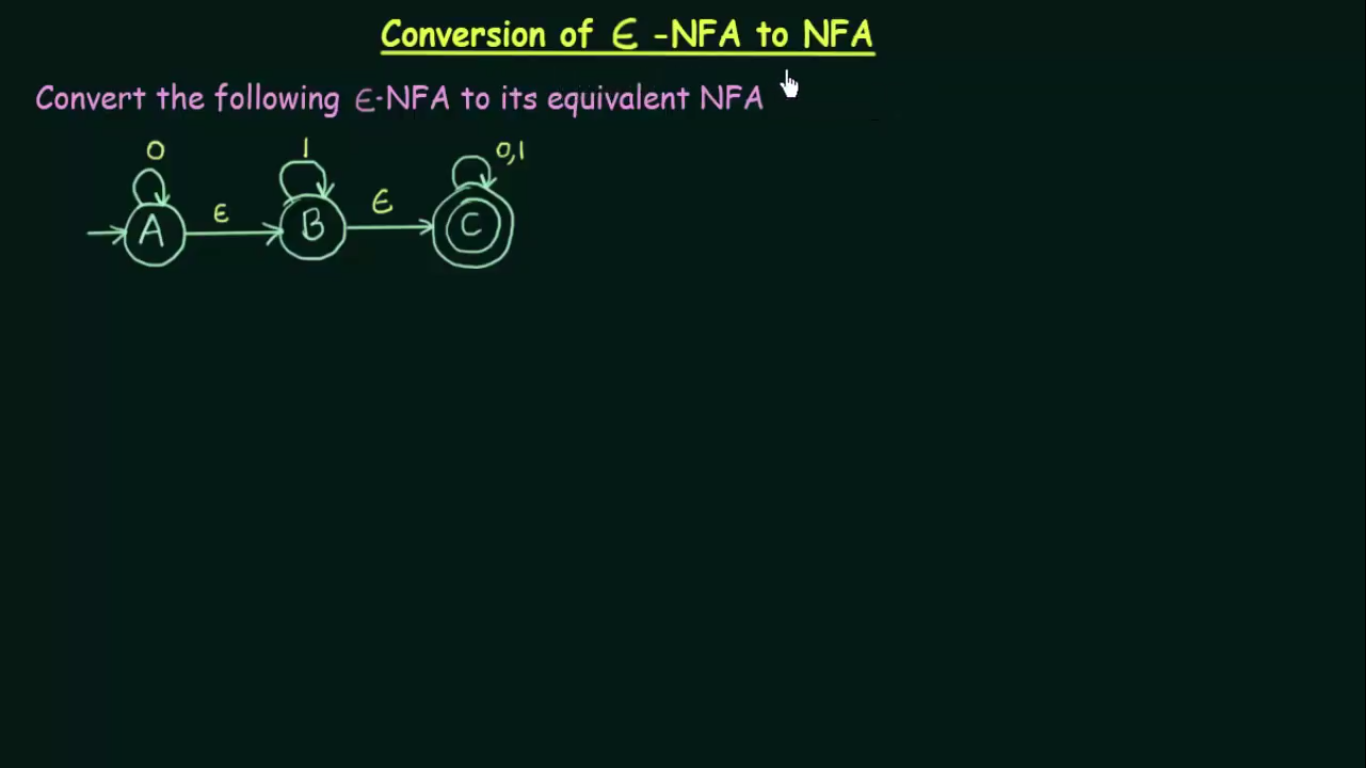 Conversion of ϵ -NFA to NFA
Convert the following ϵ-NFA to its equivalent NFA
0 1 0,1
ϵ ϵ
A B C